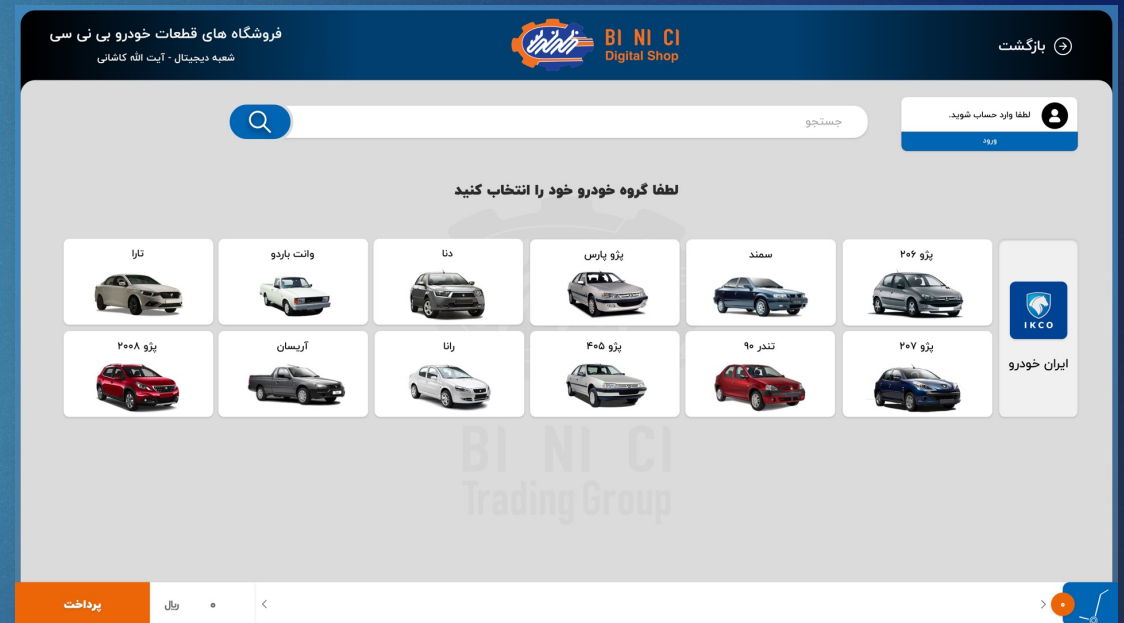 بازگشت
BI NI CI
Digital Shop
فروشگاه های قطعات خودرو بی نی سی
شعبه دیجیتال - آیت الله کاشانی
لطفا وارد حساب شوید.
ورود
جستجو
لطفا گروه خودرو خود را انتخاب کنید
IKCO
ایران خودرو
پژو ۲۰۶
سمند
پژو پارس
دنا
وانت باردو
تارا
پژو ۲۰۷
تندر ۹۰
پژو ۴۰۵
رانا
آریسان
پژو ۲۰۰۸
BI NI CI
Trading Group
۰
۰ ریال
پرداخت